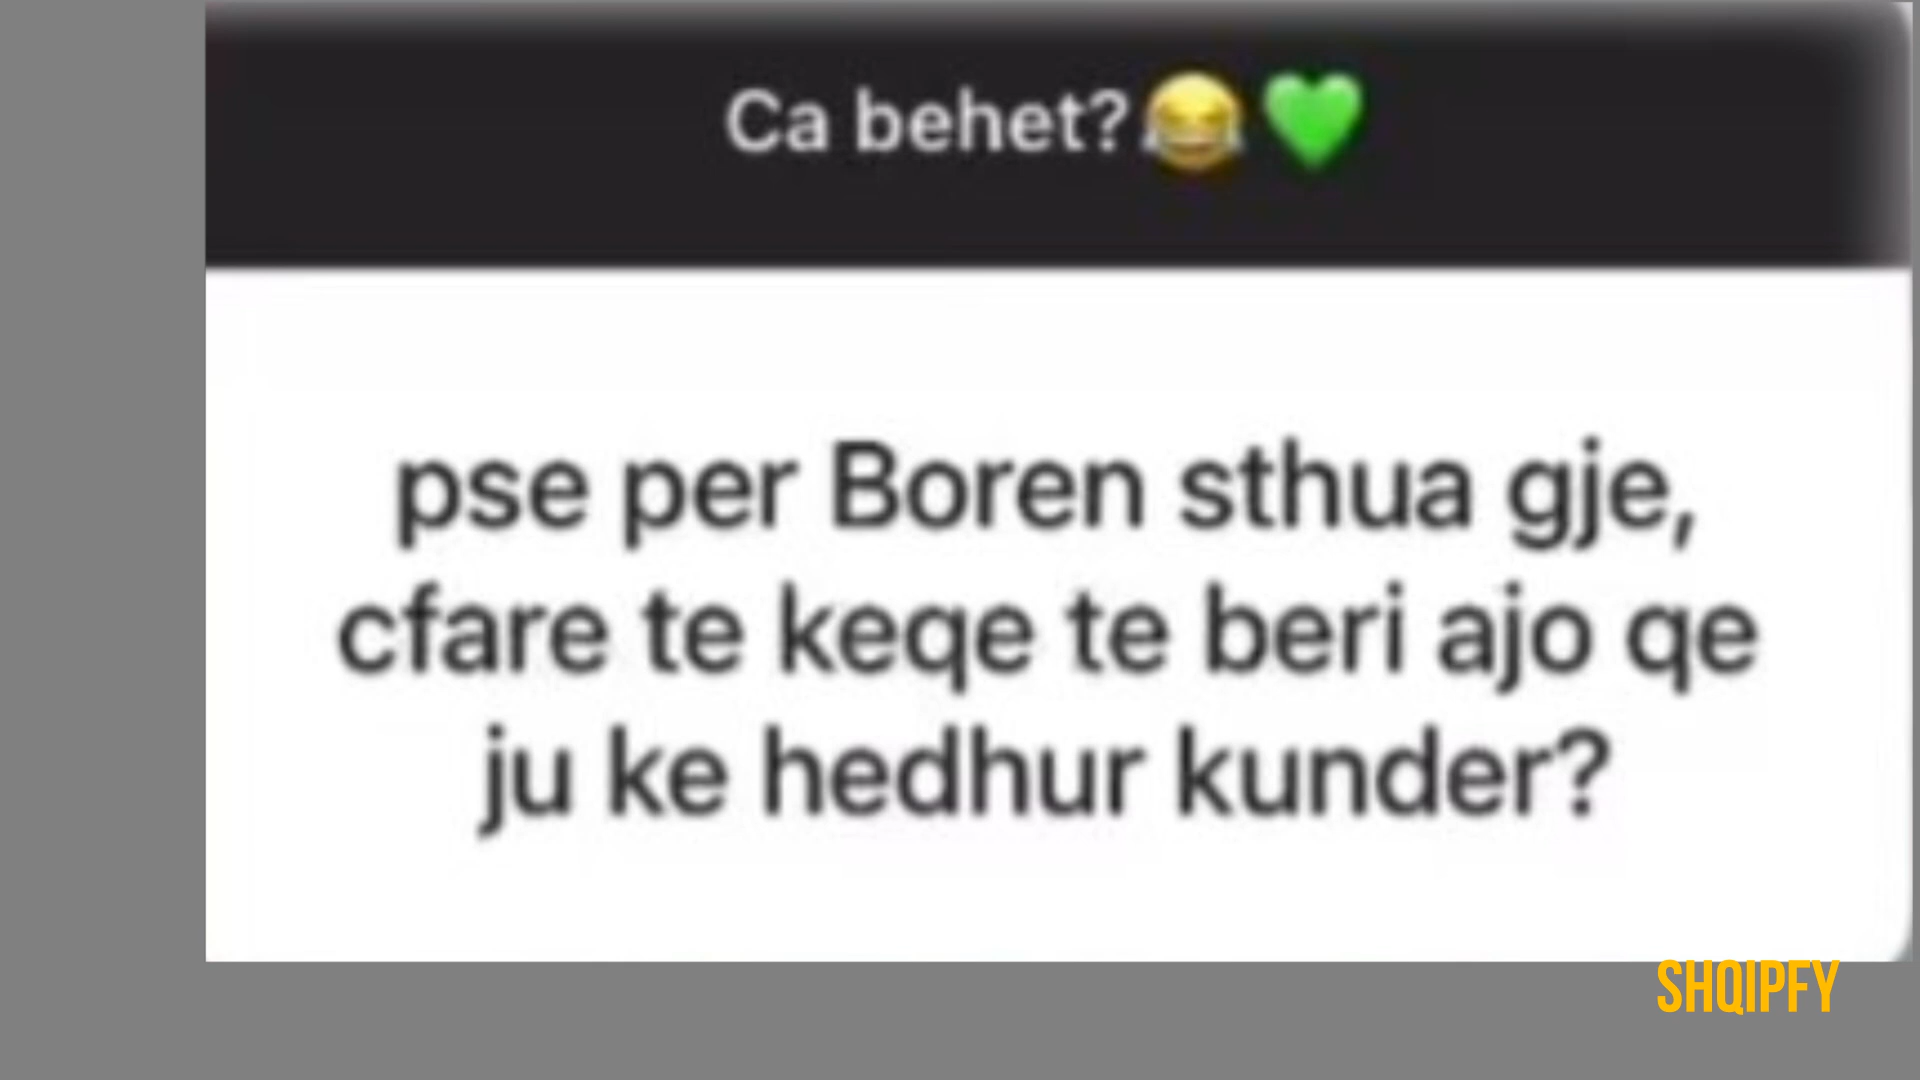 Ca behet?😂💚
pse per Boren sthua gje,
cfare te keqe te beri ajo qe
ju ke hedhur kunder?
SHQIPFY